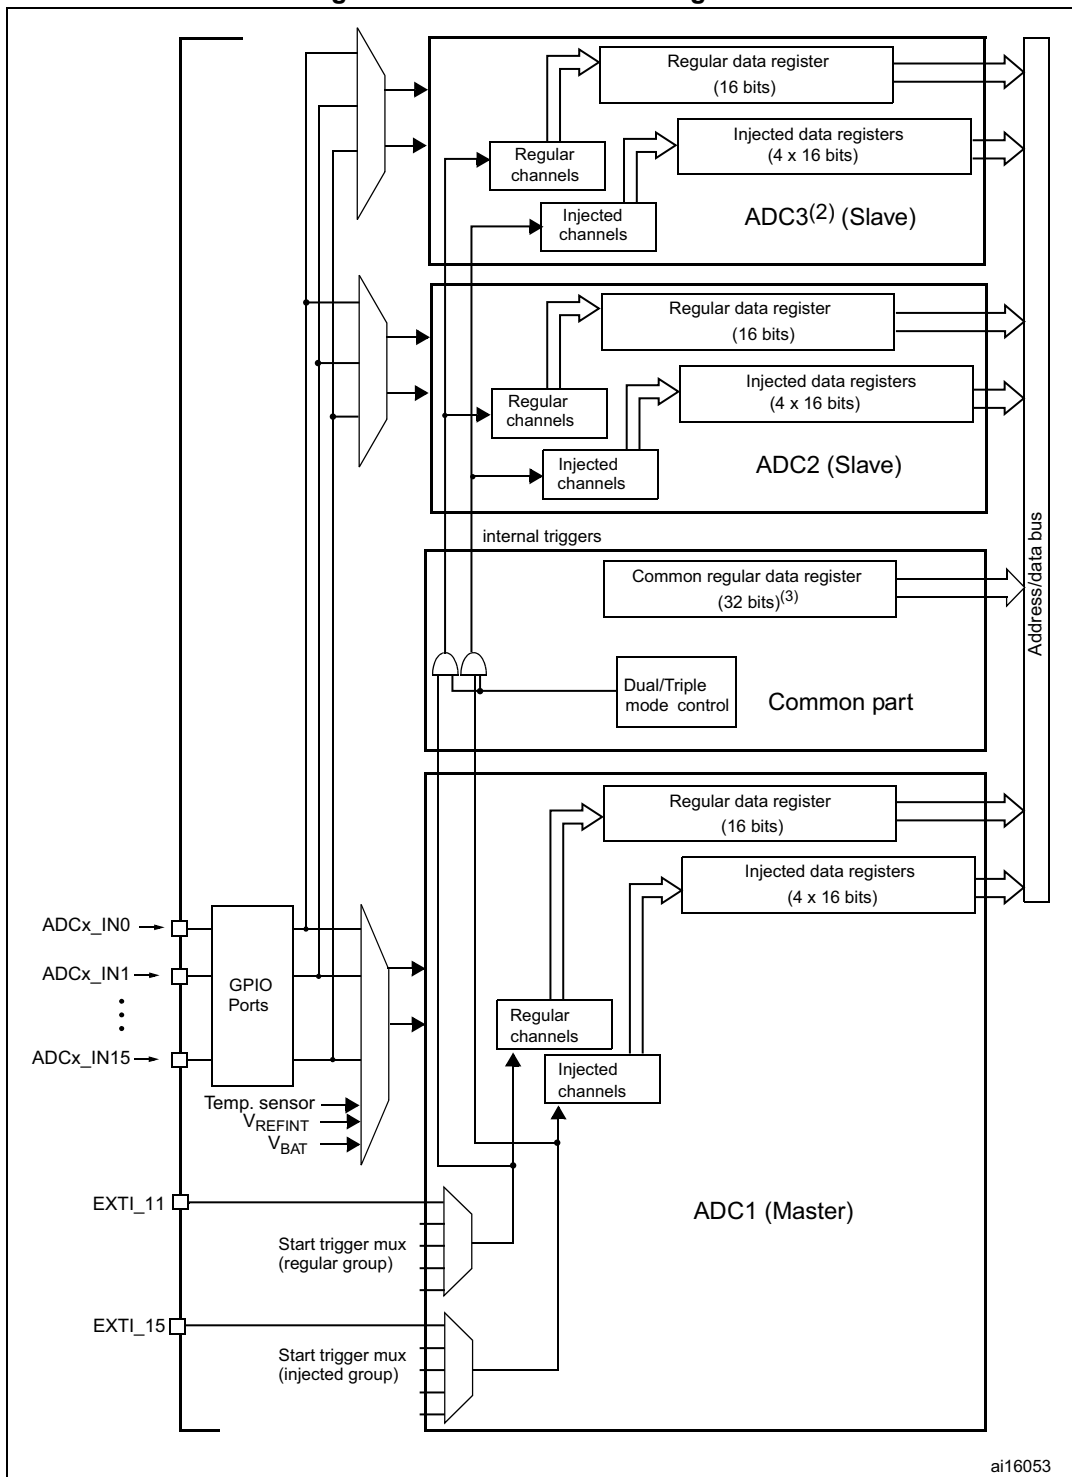 Regular data register
(16 bits)
Injected data registers
(4 x 16 bits)
Regular
channels
Injected
channels
ADC3(2) (Slave)
Regular data register
(16 bits)
Injected data registers
(4 x 16 bits)
Regular
channels
Injected
channels
ADC2 (Slave)
internal triggers
Common regular data register
(32 bits)(3)
Dual/Triple
mode control
Common part
Address/data bus
Regular data register
(16 bits)
Injected data registers
(4 x 16 bits)
ADCx_IN0
ADCx_IN1
ADCx_IN15
GPIO
Ports
Regular
channels
Injected
channels
Temp. sensor
VREFINT
VBAT
EXTI_11
Start trigger mux
(regular group)
ADC1 (Master)
EXTI_15
Start trigger mux
(injected group)
ai16053